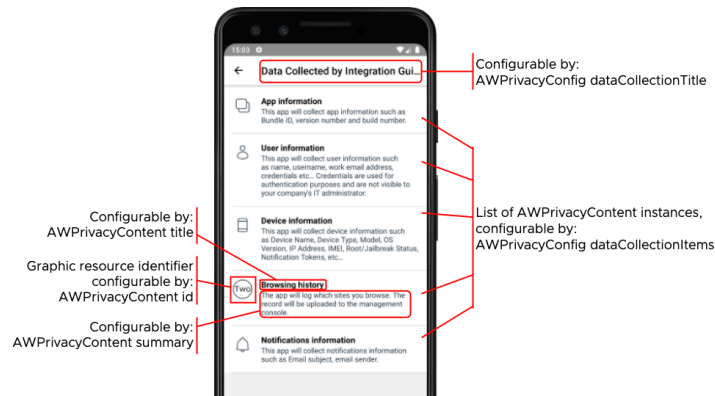 15:03
Data Collected by Integration Gui...
App information
This app will collect app information such as
Bundle ID, version number and build number.
User information
This app will collect user information such
as name, username, work email address,
credentials etc... Credentials are used for
authentication purposes and are not visible to
your company's IT administrator.
Device information
This app will collect device information such
as Device Name, Device Type, Model, OS
Version, IP Address, IMEI, Root/Jailbreak Status,
Notification Tokens, etc...
Two
Browsing history
The app will log which sites you browse. The
record will be uploaded to the management
console.
Notifications information
This app will collect notifications information
such as Email subject, email sender.
Configurable by:
AWPrivacyConfig dataCollectionTitle
List of AWPrivacyContent instances,
configurable by:
AWPrivacyConfig dataCollectionItems
Configurable by:
AWPrivacyContent title
Graphic resource identifier
configurable by:
AWPrivacyContent id
Configurable by:
AWPrivacyContent summary